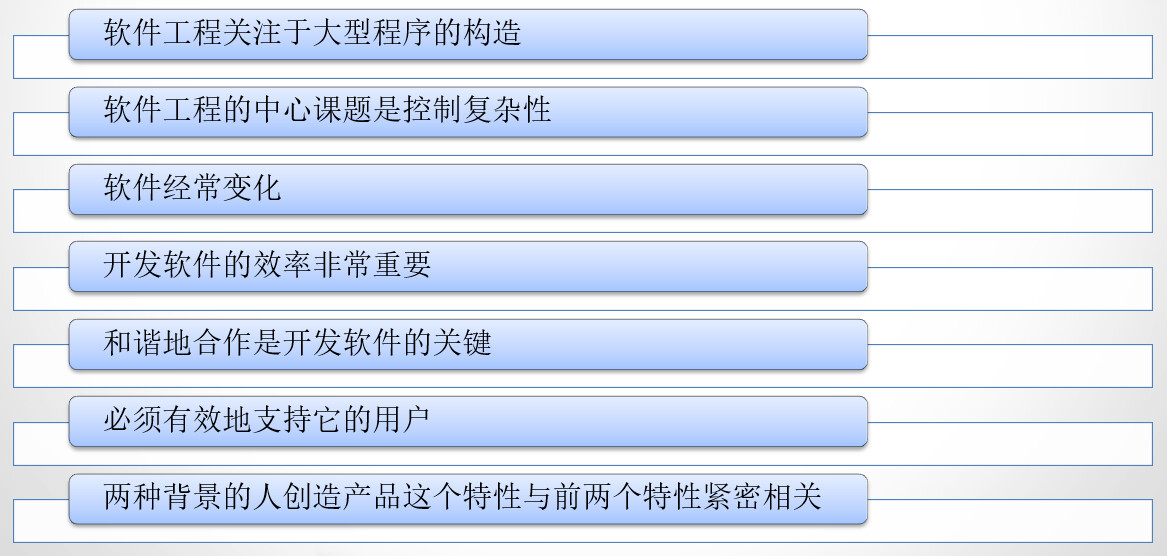 软件工程关注于大型程序的构造
软件工程的中心课题是控制复杂性
软件经常变化
开发软件的效率非常重要
和谐地合作是开发软件的关键
必须有效地支持它的用户
两种背景的人创造产品这个特性与前两个特性紧密相关